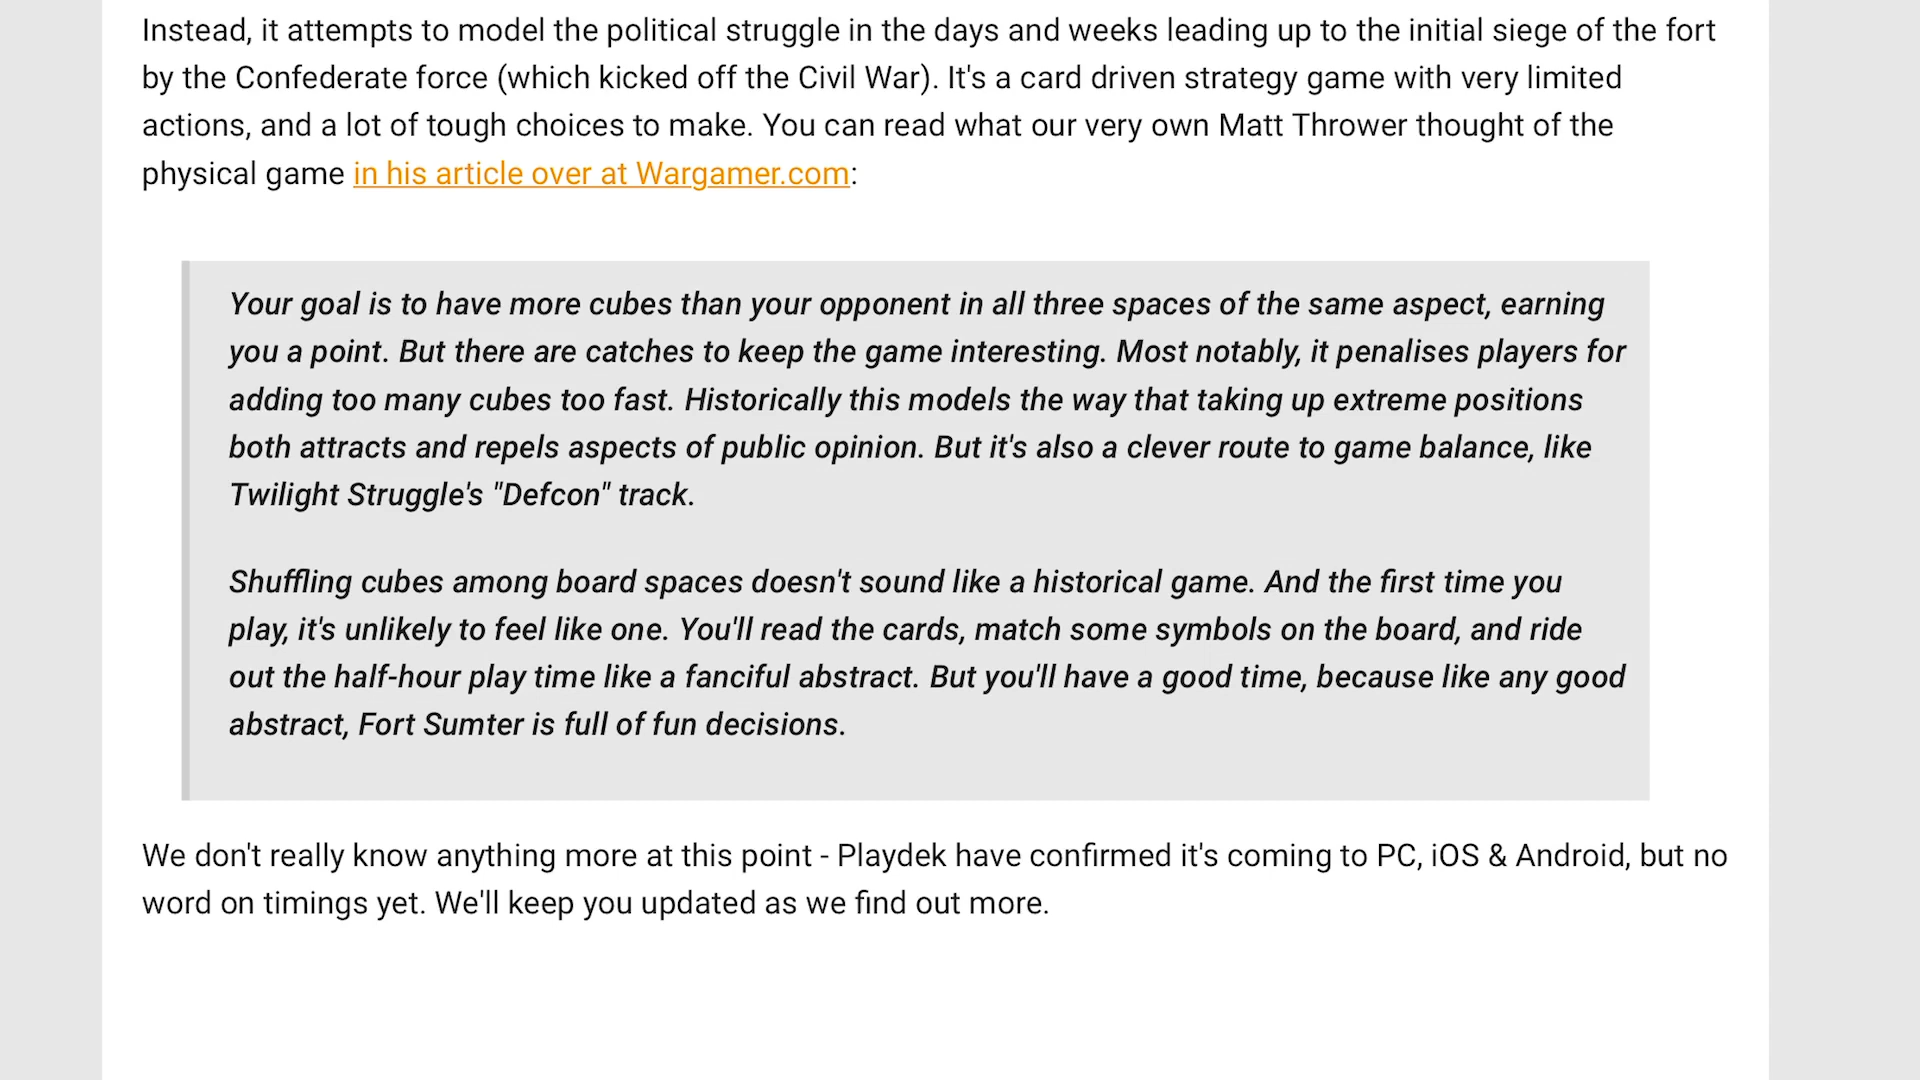 Instead, it attempts to model the political struggle in the days and weeks leading up to the initial siege of the fort
by the Confederate force (which kicked off the Civil War). It's a card driven strategy game with very limited
actions, and a lot of tough choices to make. You can read what our very own Matt Thrower thought of the
physical game in his article over at Wargamer.com:
Your goal is to have more cubes than your opponent in all three spaces of the same aspect, earning
you a point. But there are catches to keep the game interesting. Most notably, it penalises players for
adding too many cubes too fast. Historically this models the way that taking up extreme positions
both attracts and repels aspects of public opinion. But it's also a clever route to game balance, like
Twilight Struggle's "Defcon" track.
Shuffling cubes among board spaces doesn't sound like a historical game. And the first time you
play, it's unlikely to feel like one. You'll read the cards, match some symbols on the board, and ride
out the half-hour play time like a fanciful abstract. But you'll have a good time, because like any good
abstract, Fort Sumter is full of fun decisions.
We don't really know anything more at this point - Playdek have confirmed it's coming to PC, iOS & Android, but no
word on timings yet. We'll keep you updated as we find out more.